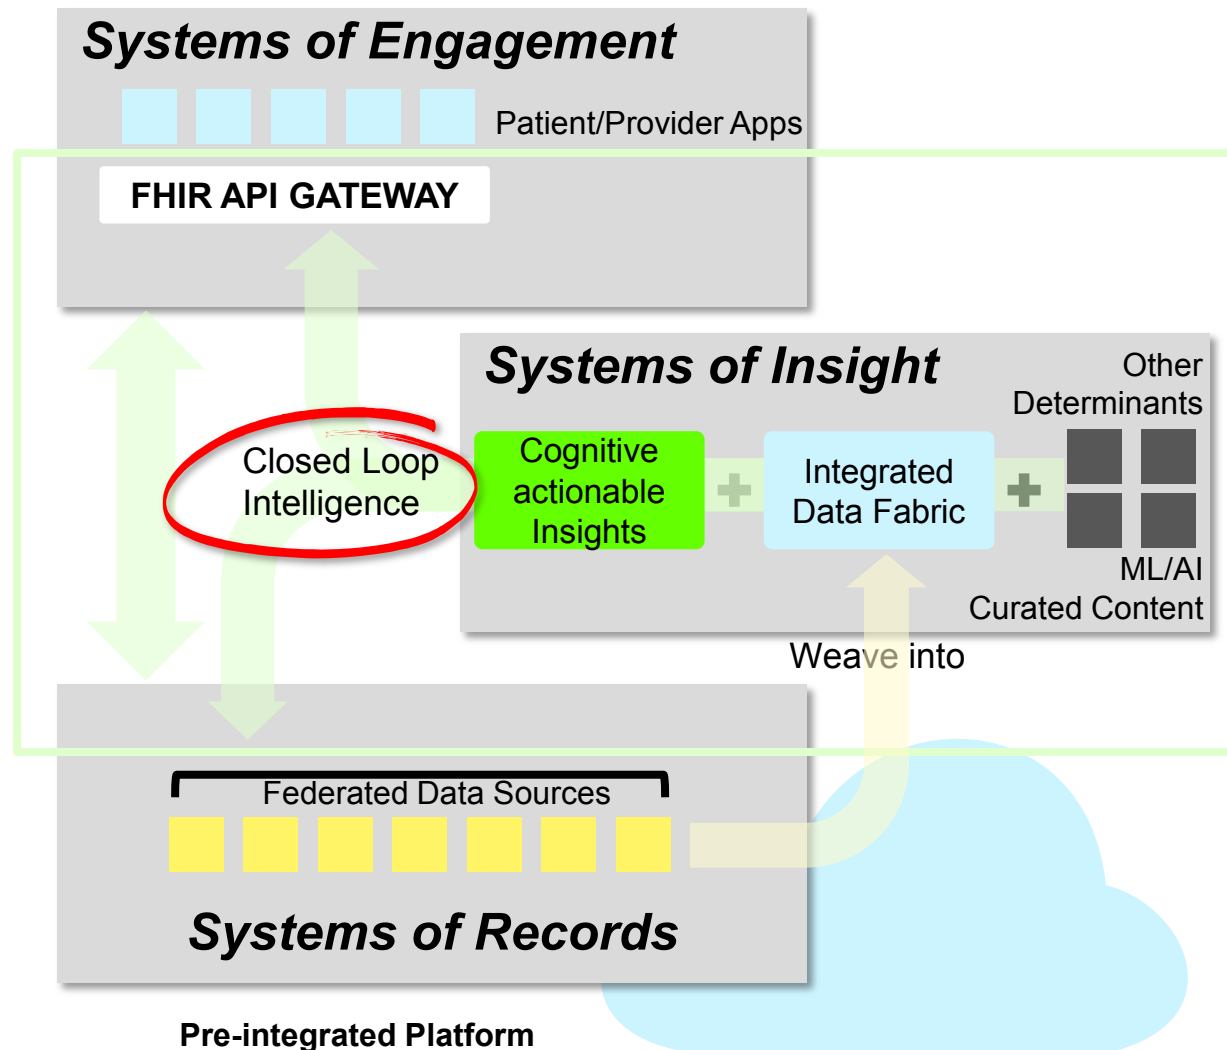 Systems of Engagement
Patient/Provider Apps
FHIR API GATEWAY
Systems of Insight
Other
Determinants
Closed Loop
Intelligence
Cognitive
actionable
Insights
Integrated
Data Fabric
ML/AI
Curated Content
Weave into
Federated Data Sources
Systems of Records
Pre-integrated Platform